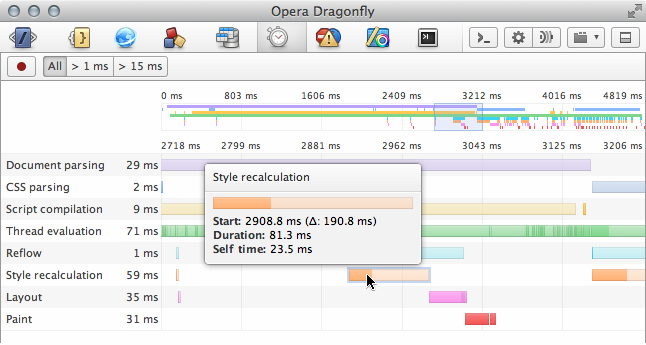 Opera Dragonfly
All > 1 ms > 15 ms
0 ms 803 ms 1606 ms 2409 ms 3212 ms 4016 ms 4819 ms
2718 ms 2799 ms 2881 ms 2962 ms 3043 ms 3125 ms 3206 ms
Document parsing 29 ms
CSS parsing 2 ms
Script compilation 9 ms
Thread evaluation 71 ms
Reflow 1 ms
Style recalculation 59 ms
Layout 35 ms
Paint 31 ms
Style recalculation
Start: 2908.8 ms (Δ: 190.8 ms)
Duration: 81.3 ms
Self time: 23.5 ms